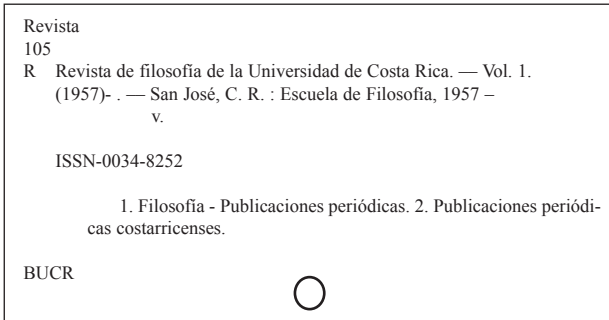 Revista
105
R Revista de filosofía de la Universidad de Costa Rica. — Vol. 1.
(1957)- . — San José, C. R. : Escuela de Filosofía, 1957 –
v.
ISSN-0034-8252
1. Filosofía - Publicaciones periódicas. 2. Publicaciones periódi-
cas costarricenses.
BUCR